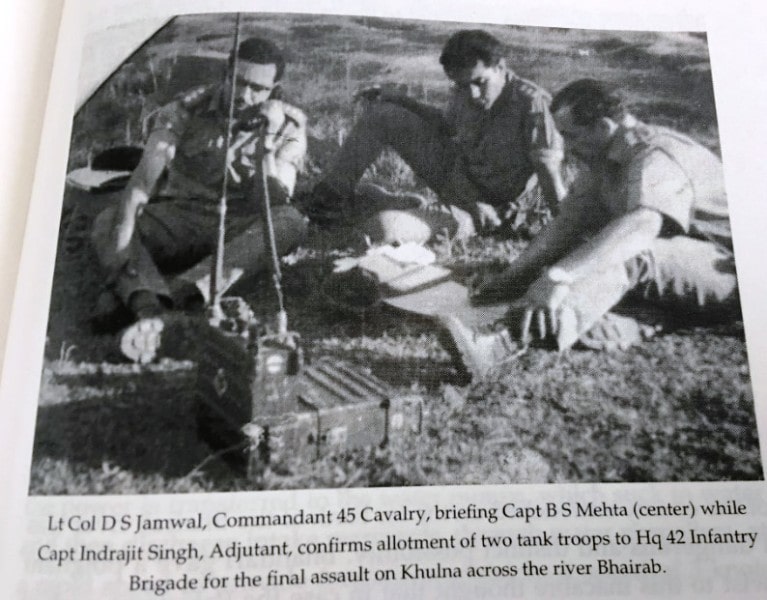 Lt Col D S Jamwal, Commandant 45 Cavalry, briefing Capt B S Mehta (center) while
Capt Indrajit Singh, Adjutant, confirms allotment of two tank troops to Hq 42 Infantry
Brigade for the final assault on Khulna across the river Bhairab.